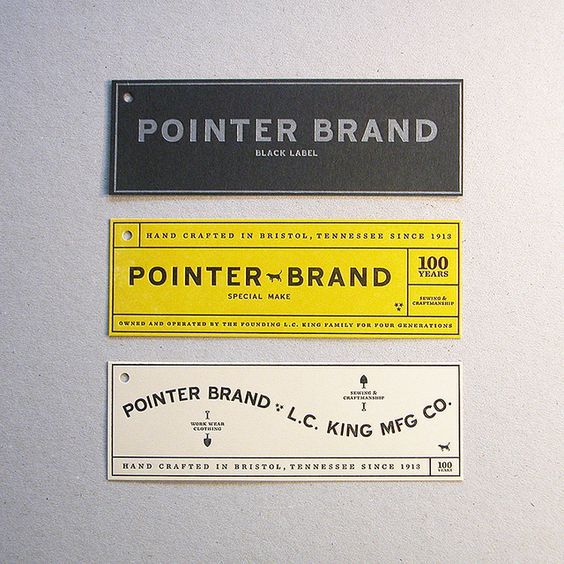 POINTER BRAND
BLACK LABEL
HAND CRAFTED IN BRISTOL, TENNESSEE SINCE 1913
POINTER BRAND
SPECIAL MAKE
100
YEARS
SEWING &
CRAFTMANSHIP
OWNED AND OPERATED BY THE FOUNDING L.C. KING FAMILY FOR FOUR GENERATIONS
POINTER BRAND L.C. KING MFG CO.
WORK WEAR
CLOTHING
SEWING &
CRAFTMANSHIP
HAND CRAFTED IN BRISTOL, TENNESSEE SINCE 1913
100
YEARS